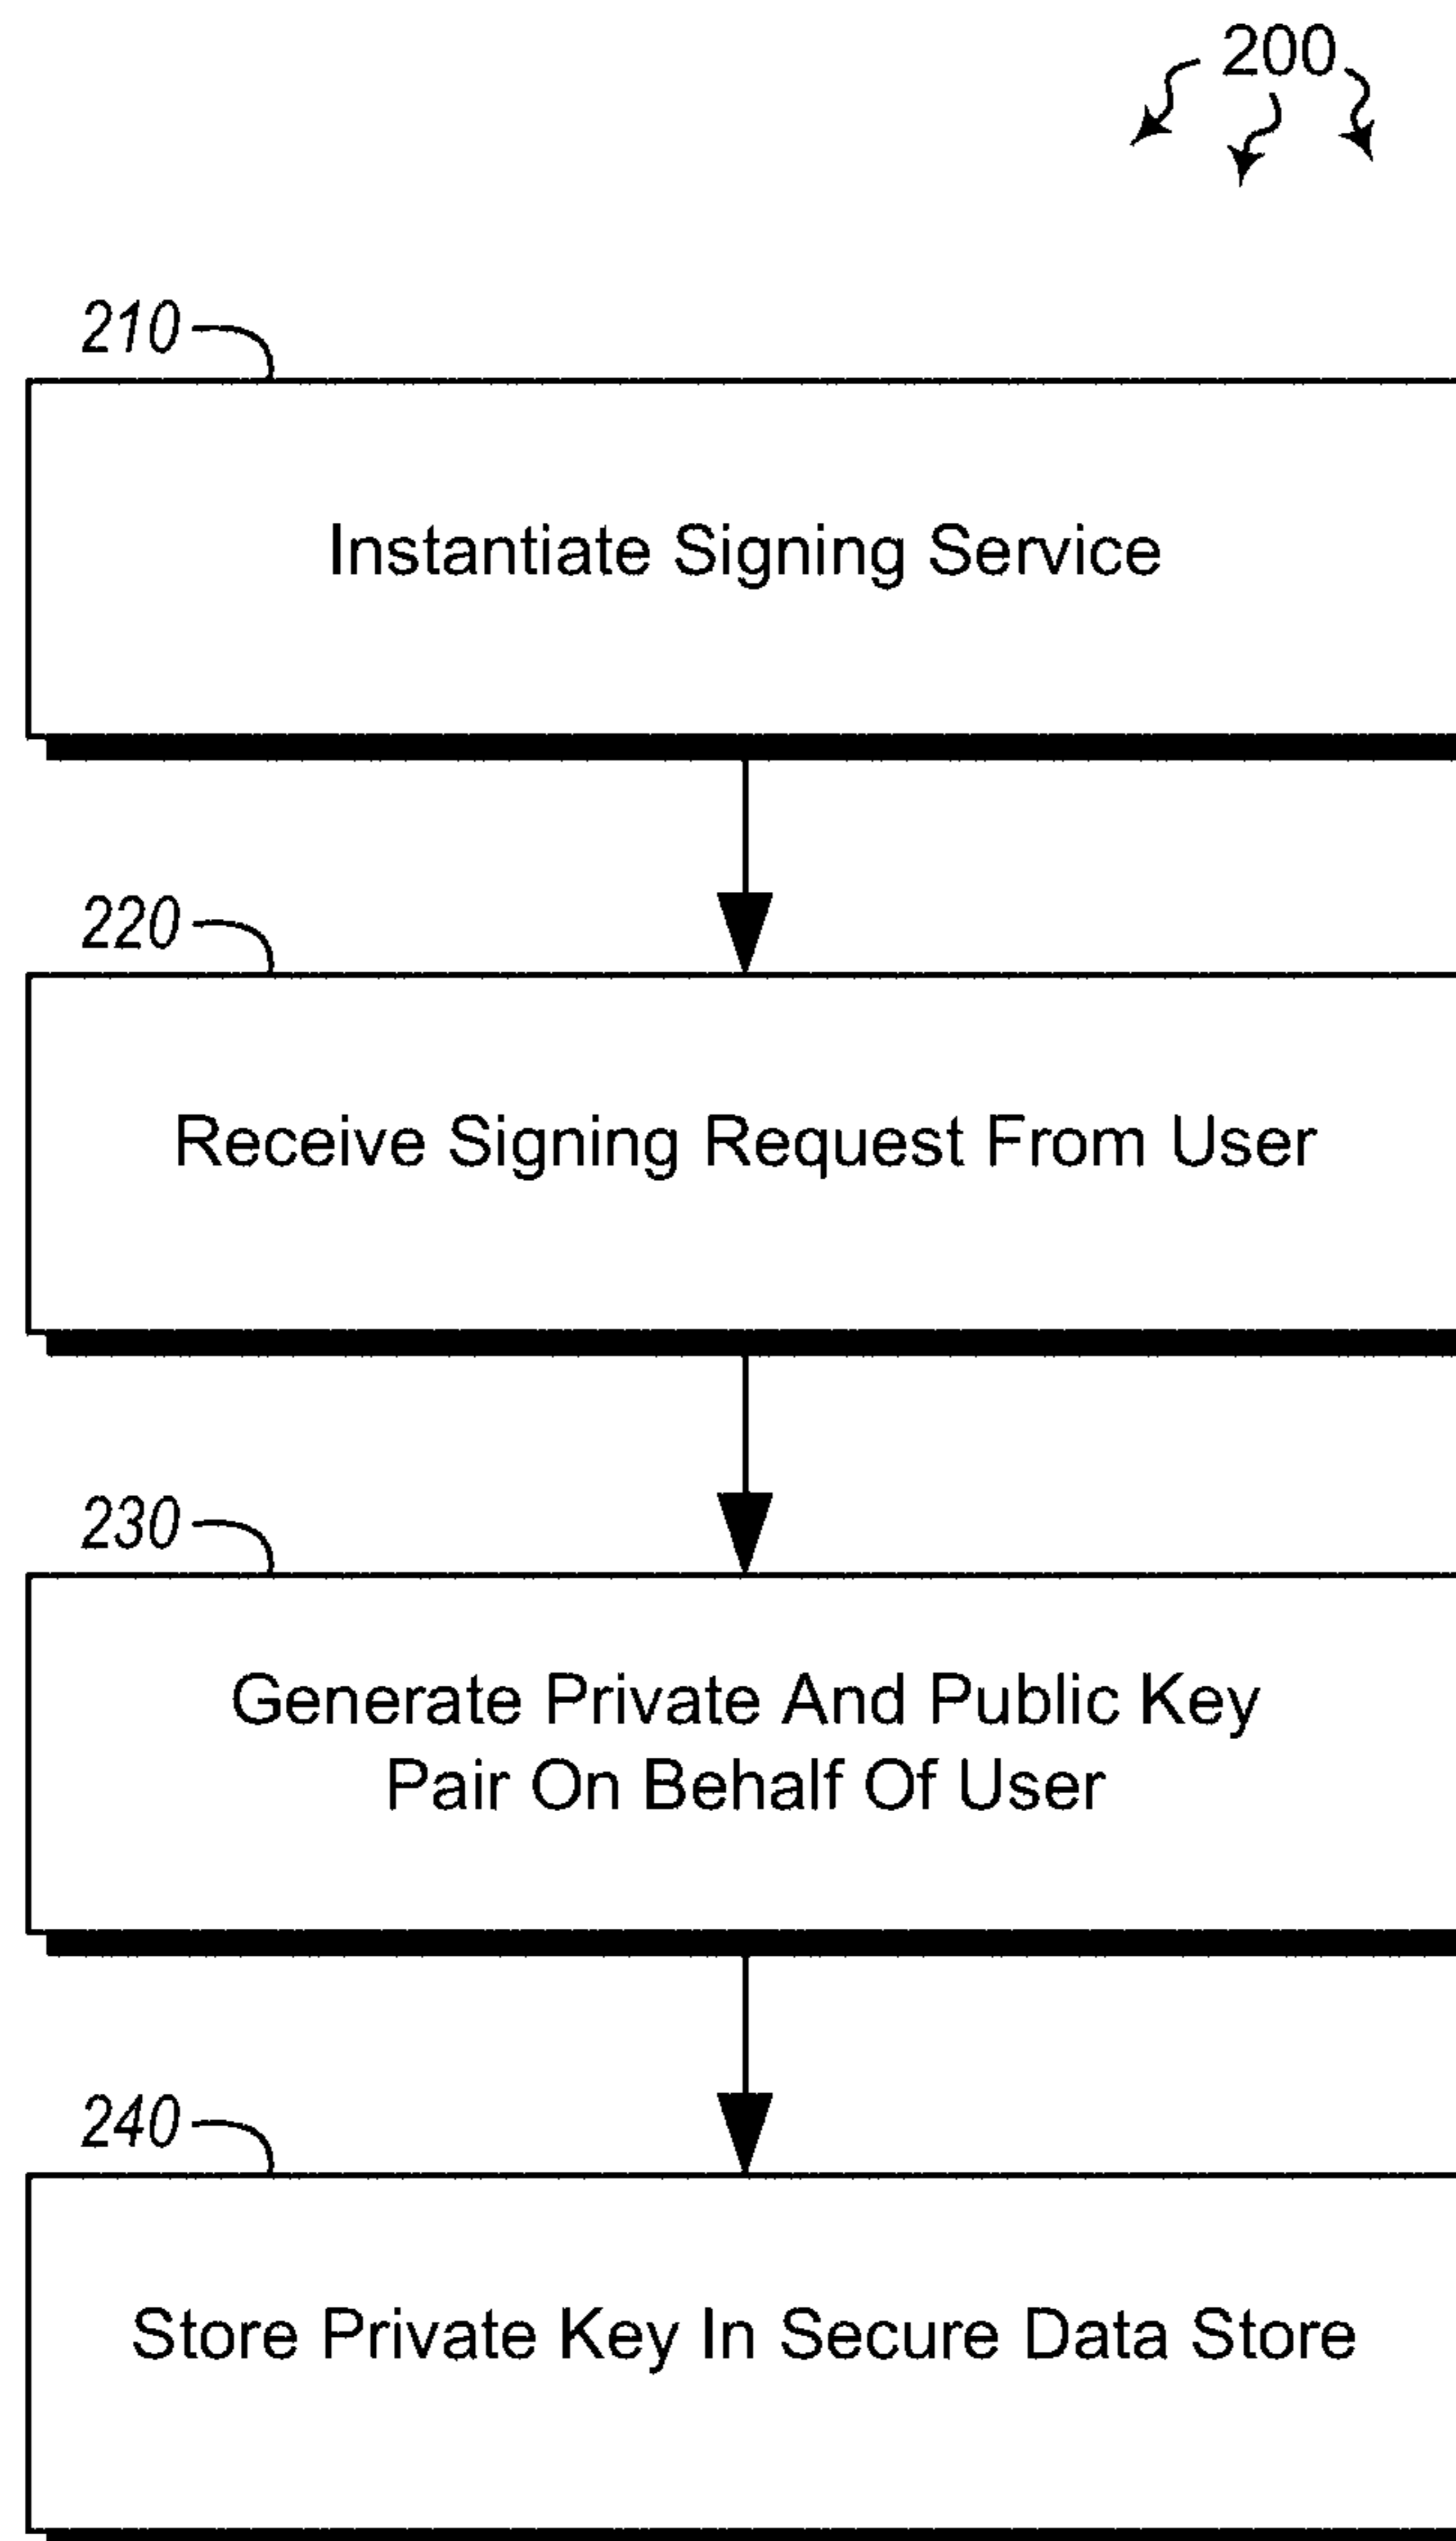 200
210
Instantiate Signing Service
220
Receive Signing Request From User
230
Generate Private And Public Key
Pair On Behalf Of User
240
Store Private Key In Secure Data Store